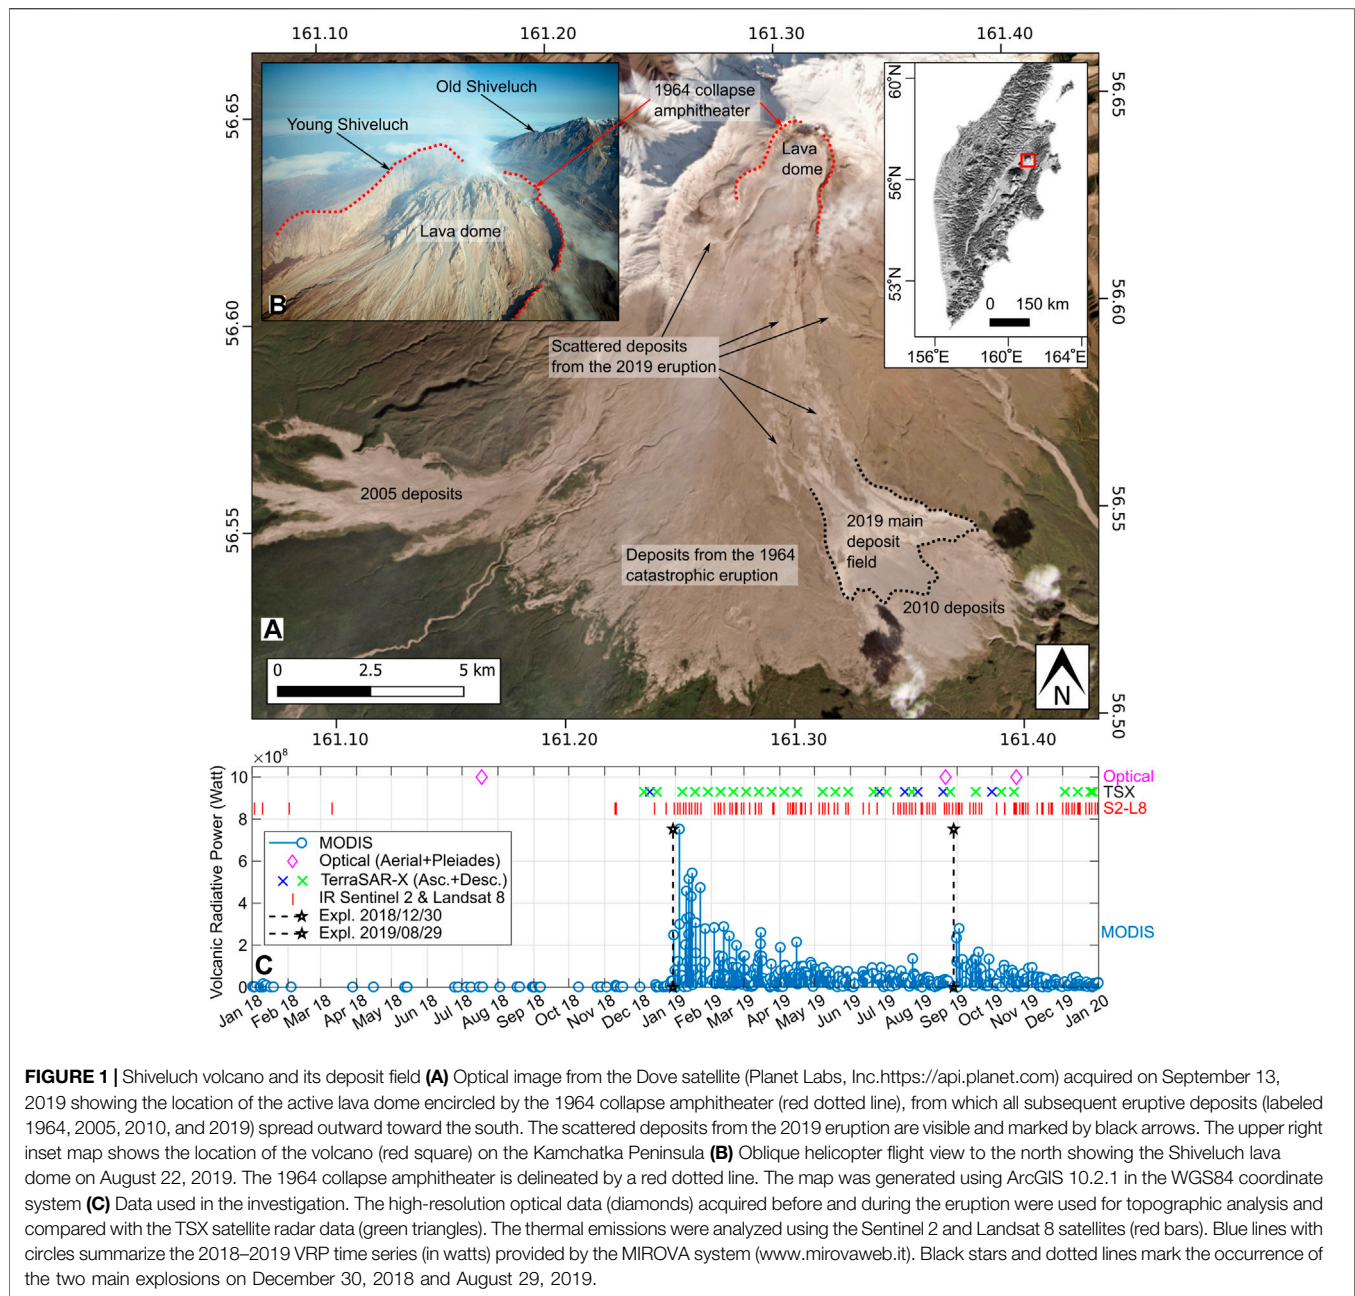 161.10 161.20 161.30 161.40
56.65
56.60
56.55
56.65
56.60
56.55
56.50
Old Shiveluch
Young Shiveluch
1964 collapse
amphitheater
Lava dome
B
Lava
dome
60°N
56°N
53°N
0 150 km
156°E 160°E 164°E
Scattered deposits
from the 2019 eruption
2005 deposits
Deposits from the 1964
catastrophic eruption
2019 main
deposit
field
2010 deposits
A
0 2.5 5 km
N
161.10 161.20 161.30 161.40
×10⁸
Volcanic Radiative Power (Watt)
10
8
6
4
2
0
Optical
TSX
S2-L8
MODIS
MODIS
Optical (Aerial+Pleiades)
TerraSAR-X (Asc.+Desc.)
IR Sentinel 2 & Landsat 8
Expl. 2018/12/30
Expl. 2019/08/29
C
Jan 18 Feb 18 Mar 18 Apr 18 May 18 Jun 18 Jul 18 Aug 18 Sep 18 Oct 18 Nov 18 Dec 18 Jan 19 Feb 19 Mar 19 Apr 19 May 19 Jun 19 Jul 19 Aug 19 Sep 19 Oct 19 Nov 19 Dec 19 Jan 20
FIGURE 1 | Shiveluch volcano and its deposit field (A) Optical image from the Dove satellite (Planet Labs, Inc.https://api.planet.com) acquired on September 13,
2019 showing the location of the active lava dome encircled by the 1964 collapse amphitheater (red dotted line), from which all subsequent eruptive deposits (labeled
1964, 2005, 2010, and 2019) spread outward toward the south. The scattered deposits from the 2019 eruption are visible and marked by black arrows. The upper right
inset map shows the location of the volcano (red square) on the Kamchatka Peninsula (B) Oblique helicopter flight view to the north showing the Shiveluch lava
dome on August 22, 2019. The 1964 collapse amphitheater is delineated by a red dotted line. The map was generated using ArcGIS 10.2.1 in the WGS84 coordinate
system (C) Data used in the investigation. The high-resolution optical data (diamonds) acquired before and during the eruption were used for topographic analysis and
compared with the TSX satellite radar data (green triangles). The thermal emissions were analyzed using the Sentinel 2 and Landsat 8 satellites (red bars). Blue lines with
circles summarize the 2018–2019 VRP time series (in watts) provided by the MIROVA system (www.mirovaweb.it). Black stars and dotted lines mark the occurrence of
the two main explosions on December 30, 2018 and August 29, 2019.